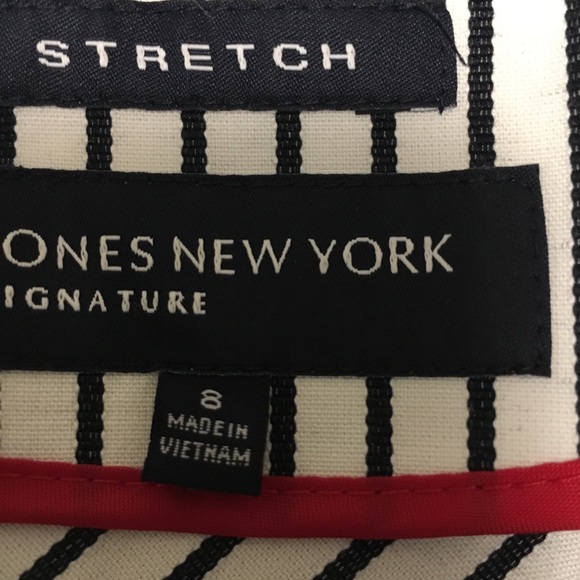 STRETCH
ONES NEW YORK
IGNATURE
8
MADE IN
VIETNAM